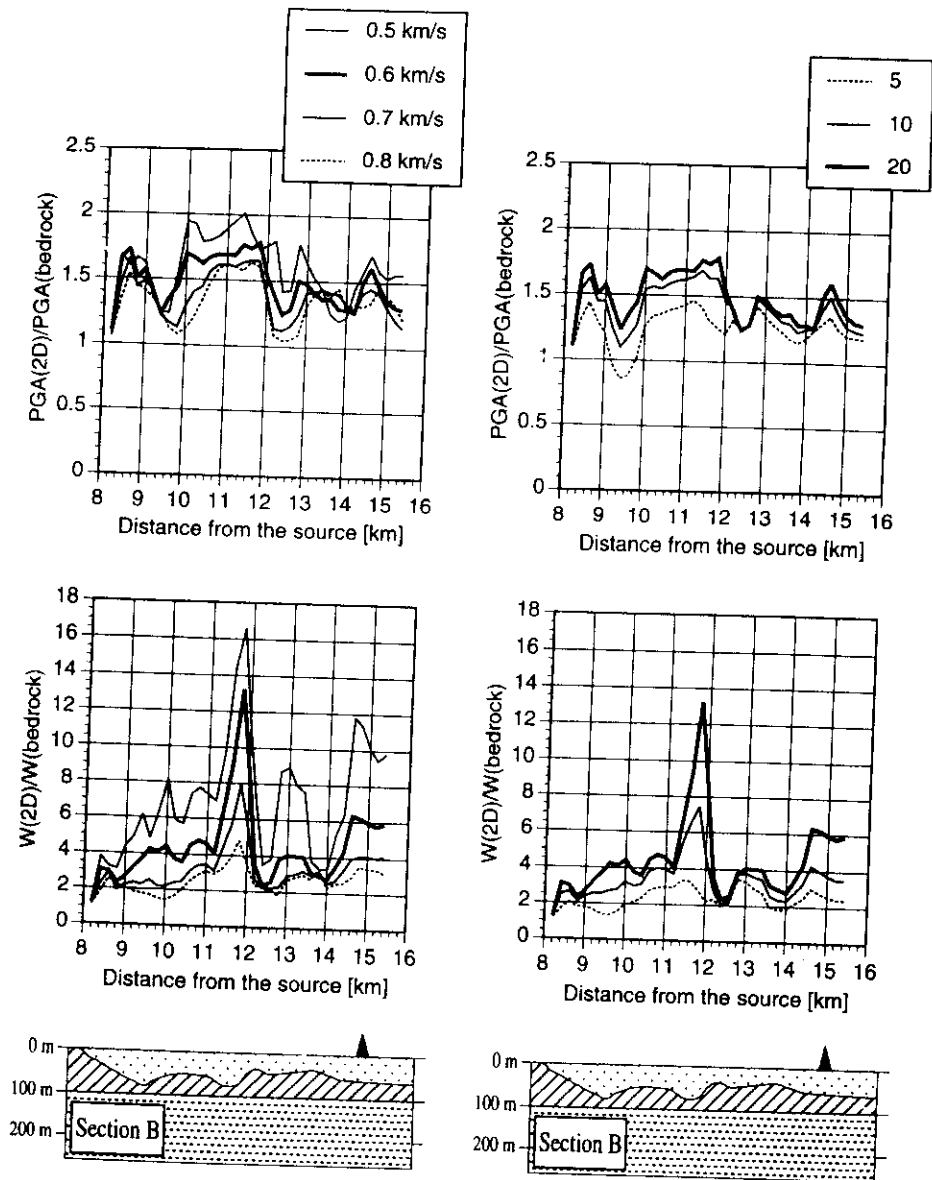 0.5 km/s
0.6 km/s
0.7 km/s
0.8 km/s
5
10
20
2.5
2
1.5
1
0.5
0
PGA(2D)/PGA(bedrock)
8 9 10 11 12 13 14 15 16
Distance from the source [km]
2.5
2
1.5
1
0.5
0
PGA(2D)/PGA(bedrock)
8 9 10 11 12 13 14 15 16
Distance from the source [km]
18
16
14
12
10
8
6
4
2
0
W(2D)/W(bedrock)
8 9 10 11 12 13 14 15 16
Distance from the source [km]
18
16
14
12
10
8
6
4
2
0
W(2D)/W(bedrock)
8 9 10 11 12 13 14 15 16
Distance from the source [km]
0 m
100 m
200 m
Section B
0 m
100 m
200 m
Section B